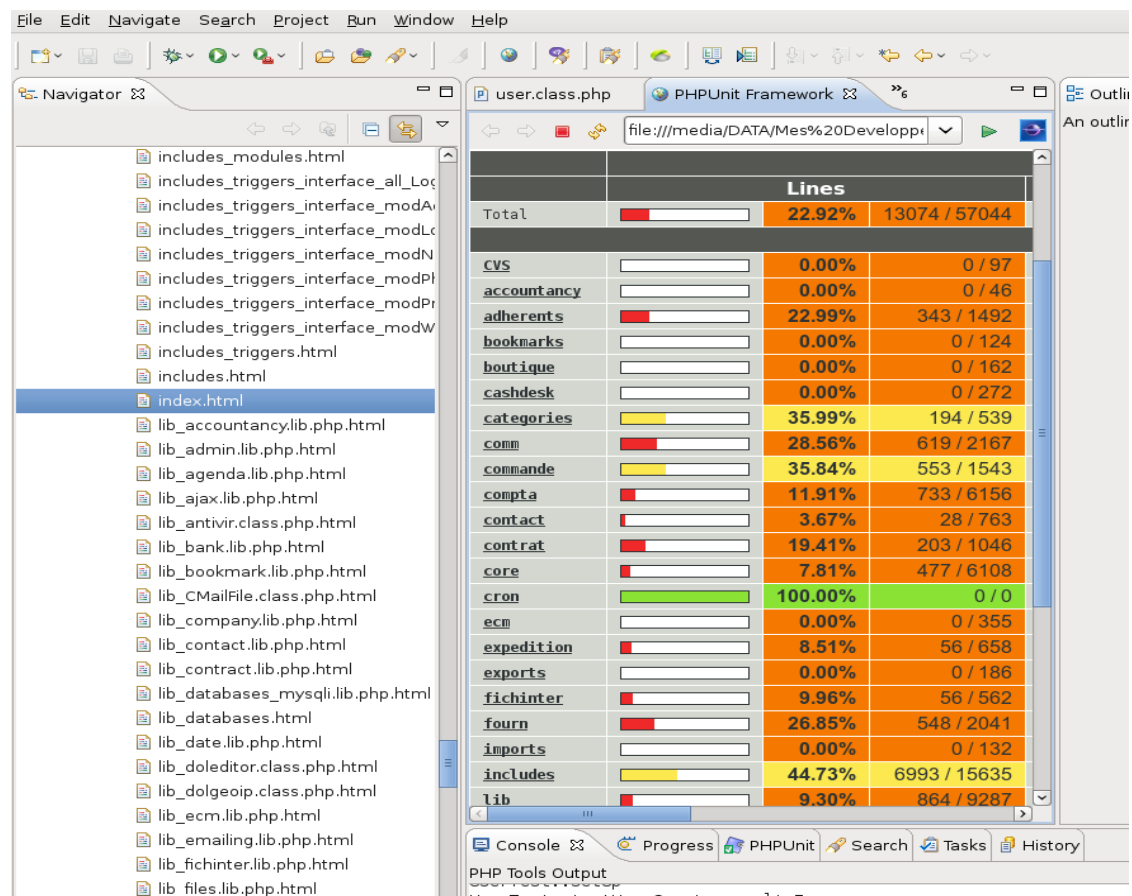 File Edit Navigate Search Project Run Window Help
Navigator
includes_modules.html
includes_triggers_interface_all_Log
includes_triggers_interface_modA
includes_triggers_interface_modL
includes_triggers_interface_modN
includes_triggers_interface_modPh
includes_triggers_interface_modPr
includes_triggers_interface_modW
includes_triggers.html
includes.html
index.html
lib_accountancy.lib.php.html
lib_admin.lib.php.html
lib_agenda.lib.php.html
lib_ajax.lib.php.html
lib_antivir.class.php.html
lib_bank.lib.php.html
lib_bookmark.lib.php.html
lib_CMailFile.class.php.html
lib_company.lib.php.html
lib_contact.lib.php.html
lib_contract.lib.php.html
lib_databases_mysqli.lib.php.html
lib_databases.html
lib_date.lib.php.html
lib_doleditor.class.php.html
lib_dolgeoip.class.php.html
lib_ecm.lib.php.html
lib_emailing.lib.php.html
lib_fichinter.lib.php.html
lib_files.lib.php.html
user.class.php PHPUnit Framework »6
file:///media/DATA/Mes%20Developpe
Lines
Total 22.92% 13074 / 57044
CVS 0.00% 0 / 97
accountancy 0.00% 0 / 46
adherents 22.99% 343 / 1492
bookmarks 0.00% 0 / 124
boutique 0.00% 0 / 162
cashdesk 0.00% 0 / 272
categories 35.99% 194 / 539
comm 28.56% 619 / 2167
commande 35.84% 553 / 1543
compta 11.91% 733 / 6156
contact 3.67% 28 / 763
contrat 19.41% 203 / 1046
core 7.81% 477 / 6108
cron 100.00% 0 / 0
ecm 0.00% 0 / 355
expedition 8.51% 56 / 658
exports 0.00% 0 / 186
fichinter 9.96% 56 / 562
fourn 26.85% 548 / 2041
imports 0.00% 0 / 132
includes 44.73% 6993 / 15635
lib 9.30% 864 / 9287
Outlin
An outlin
Console Progress PHPUnit Search Tasks History
PHP Tools Output